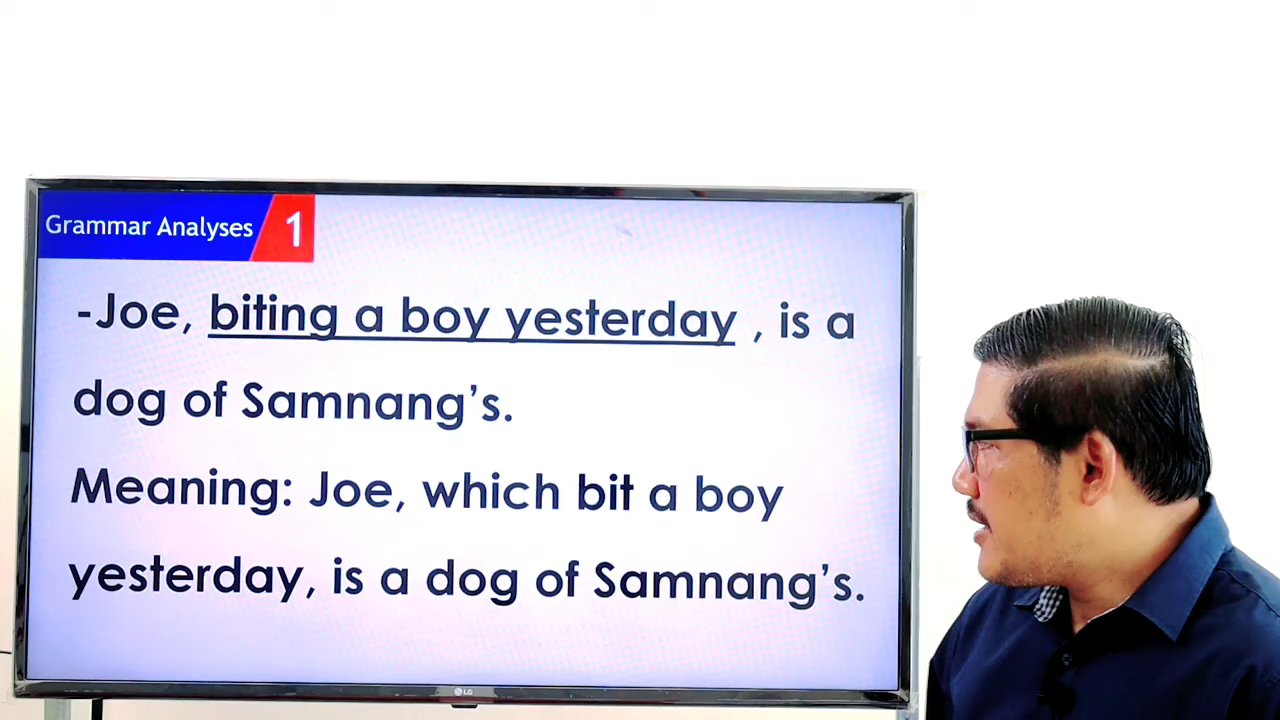 Grammar Analyses 1
-Joe, biting a boy yesterday , is a
dog of Samnang’s.
Meaning: Joe, which bit a boy
yesterday, is a dog of Samnang’s.
LG